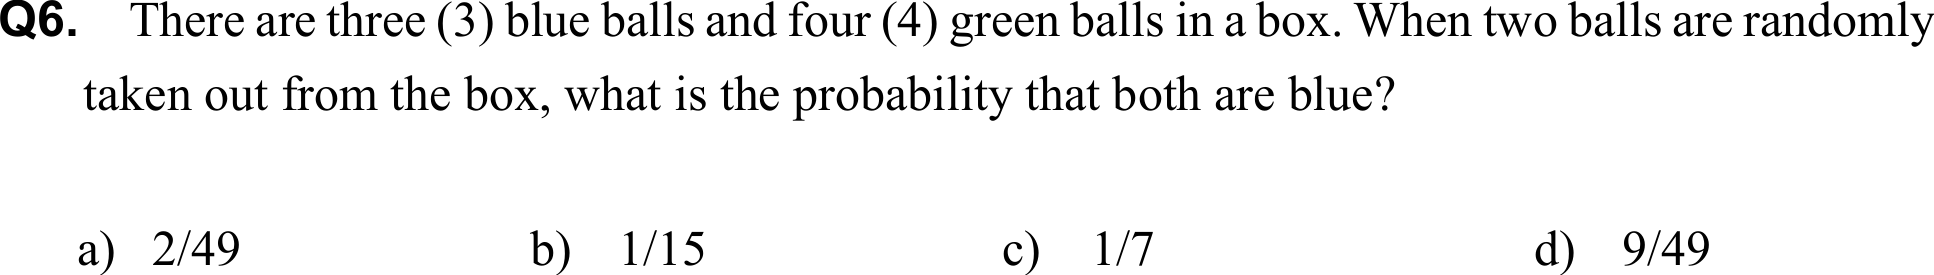 Q6. There are three (3) blue balls and four (4) green balls in a box. When two balls are randomly
taken out from the box, what is the probability that both are blue?
a) 2/49 b) 1/15 c) 1/7 d) 9/49